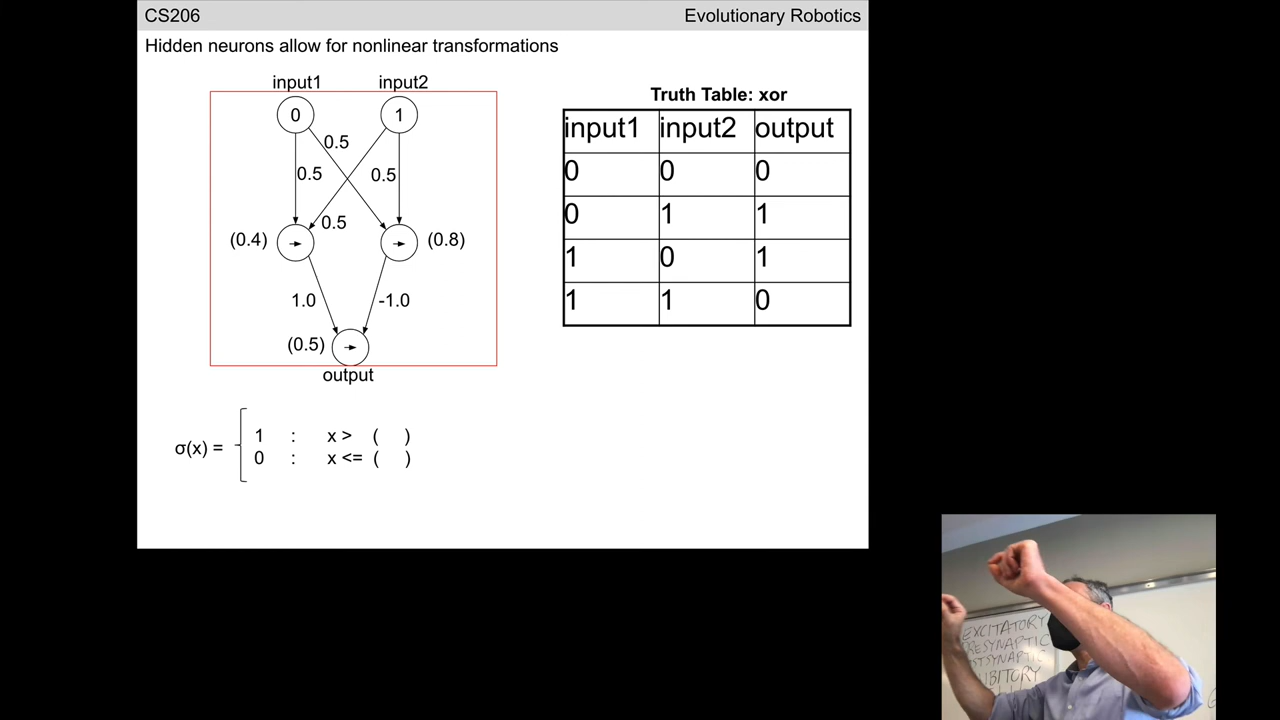 CS206 Evolutionary Robotics
Hidden neurons allow for nonlinear transformations
input1 input2
0 1
0.5
0.5 0.5
0.5
(0.4) (0.8)
1.0 -1.0
(0.5)
output
σ(x) =
1 : x > ( )
0 : x <= ( )
Truth Table: xor
input1 input2 output
0 0 0
0 1 1
1 0 1
1 1 0
EXCITATORY